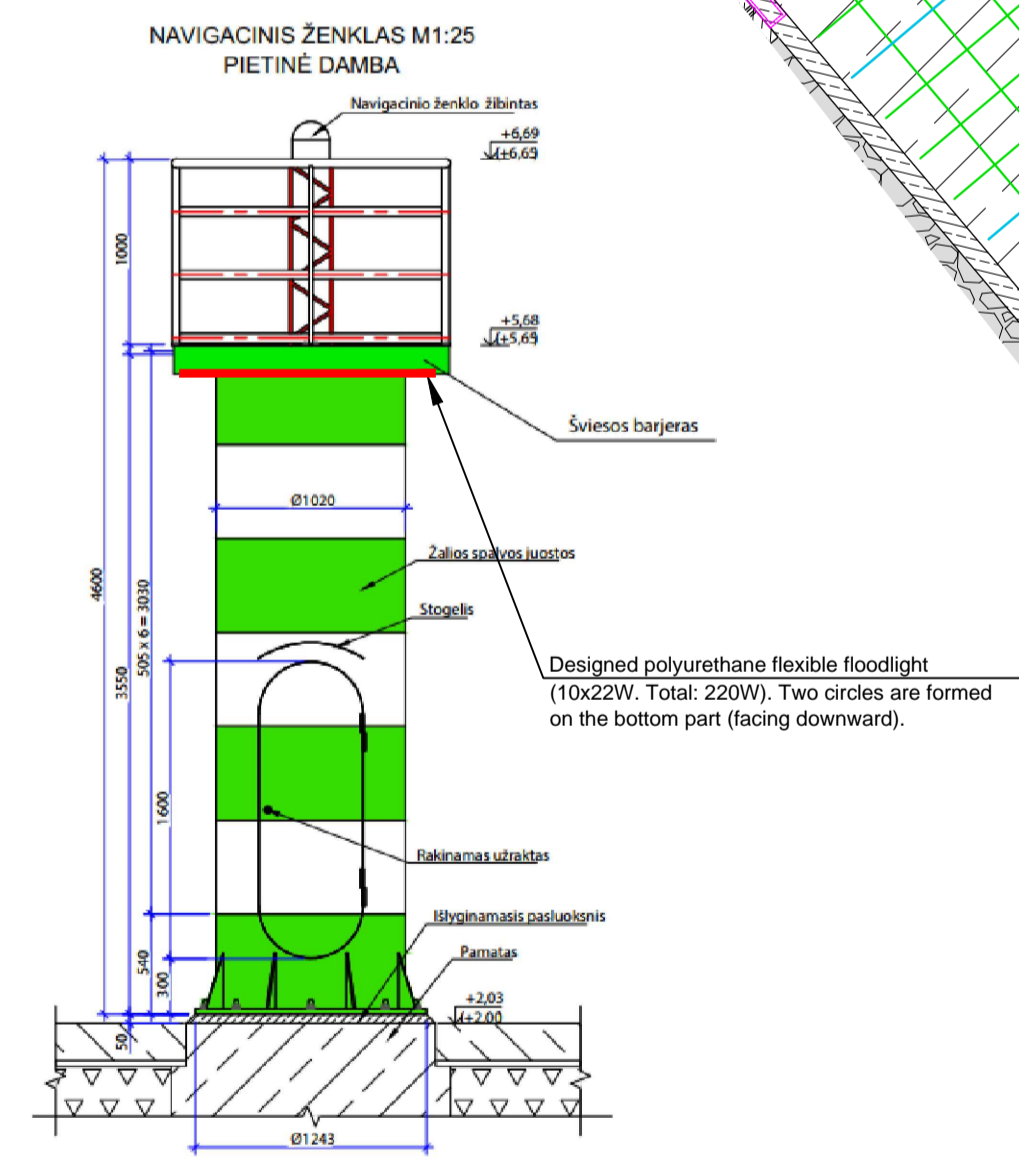 NAVIGACINIS ŽENKLAS M1:25
PIETINĖ DAMBA
Navigacinio ženklo žibintas
+6,69
(+6,65)
1000
+5,68
(+5,65)
Šviesos barjeras
Ø1020
Žalios spalvos juostos
4600
505 x 6 = 3030
3550
Stogelis
Designed polyurethane flexible floodlight
(10x22W. Total: 220W). Two circles are formed
on the bottom part (facing downward).
1600
Rakinamas užraktas
Išlyginamasis pasluoksnis
540
300
Pamatas
+2,03
(+2,00
50
Ø1243